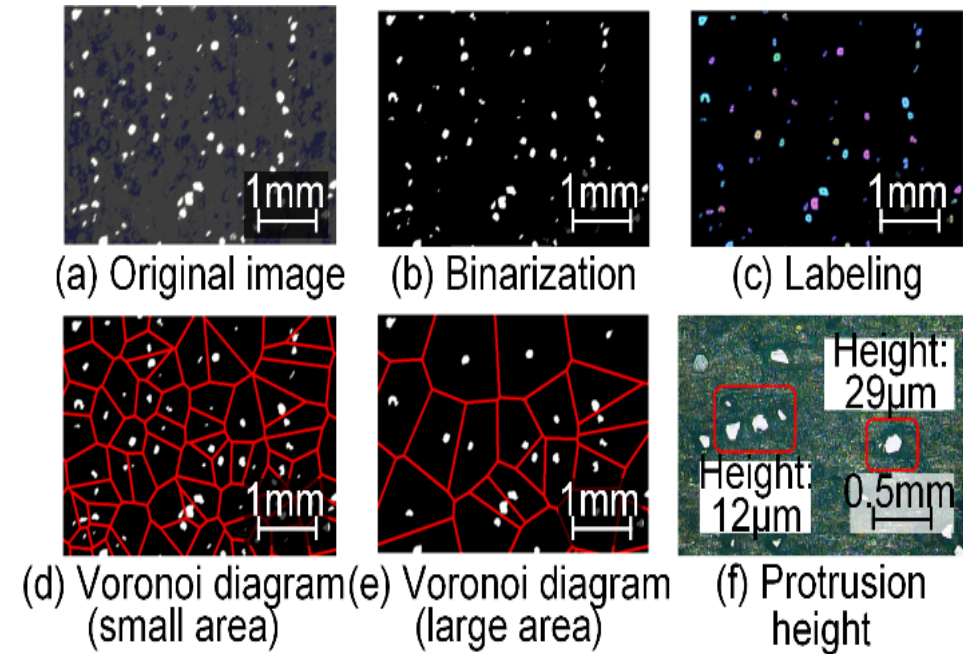 1mm
1mm
1mm
(a) Original image
(b) Binarization
(c) Labeling
1mm
1mm
Height:
29µm
Height:
12µm
0.5mm
(d) Voronoi diagram
(small area)
(e) Voronoi diagram
(large area)
(f) Protrusion
height